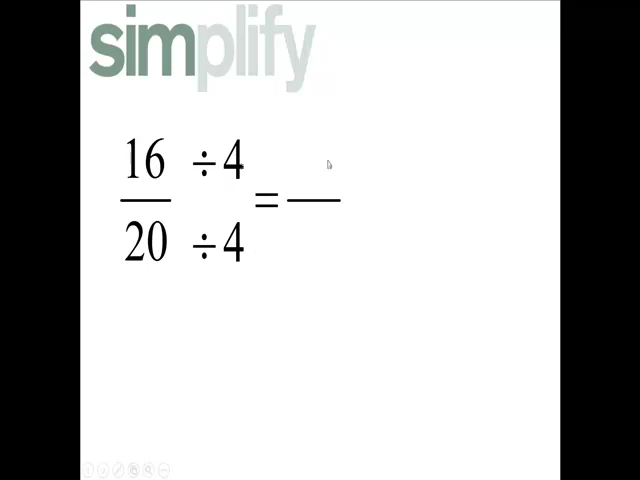 simplify
16 ÷4
= 
20 ÷4